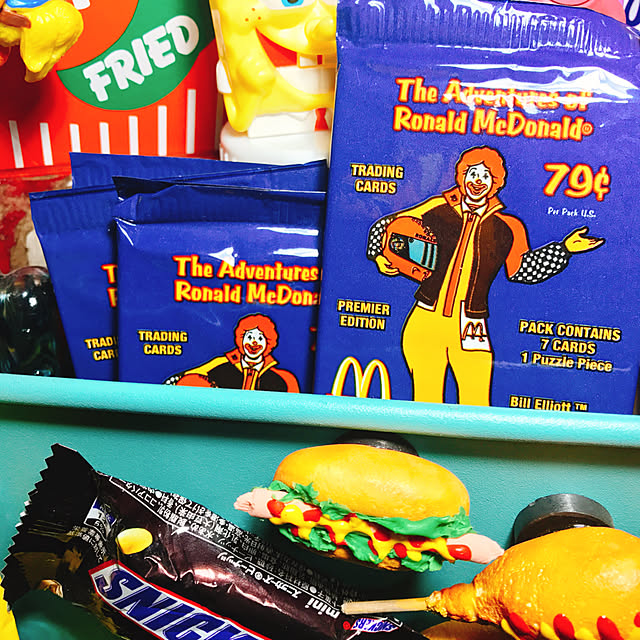 FRIED
The Adventures of
Ronald McDonald®
TRADING
CARDS
79¢
Per Pack U.S.
PREMIER
EDITION
PACK CONTAINS
7 CARDS
1 Puzzle Piece
Bill Elliott™
The Adventures
Ronald McDona
TRADING
CARDS
mini
SNICK